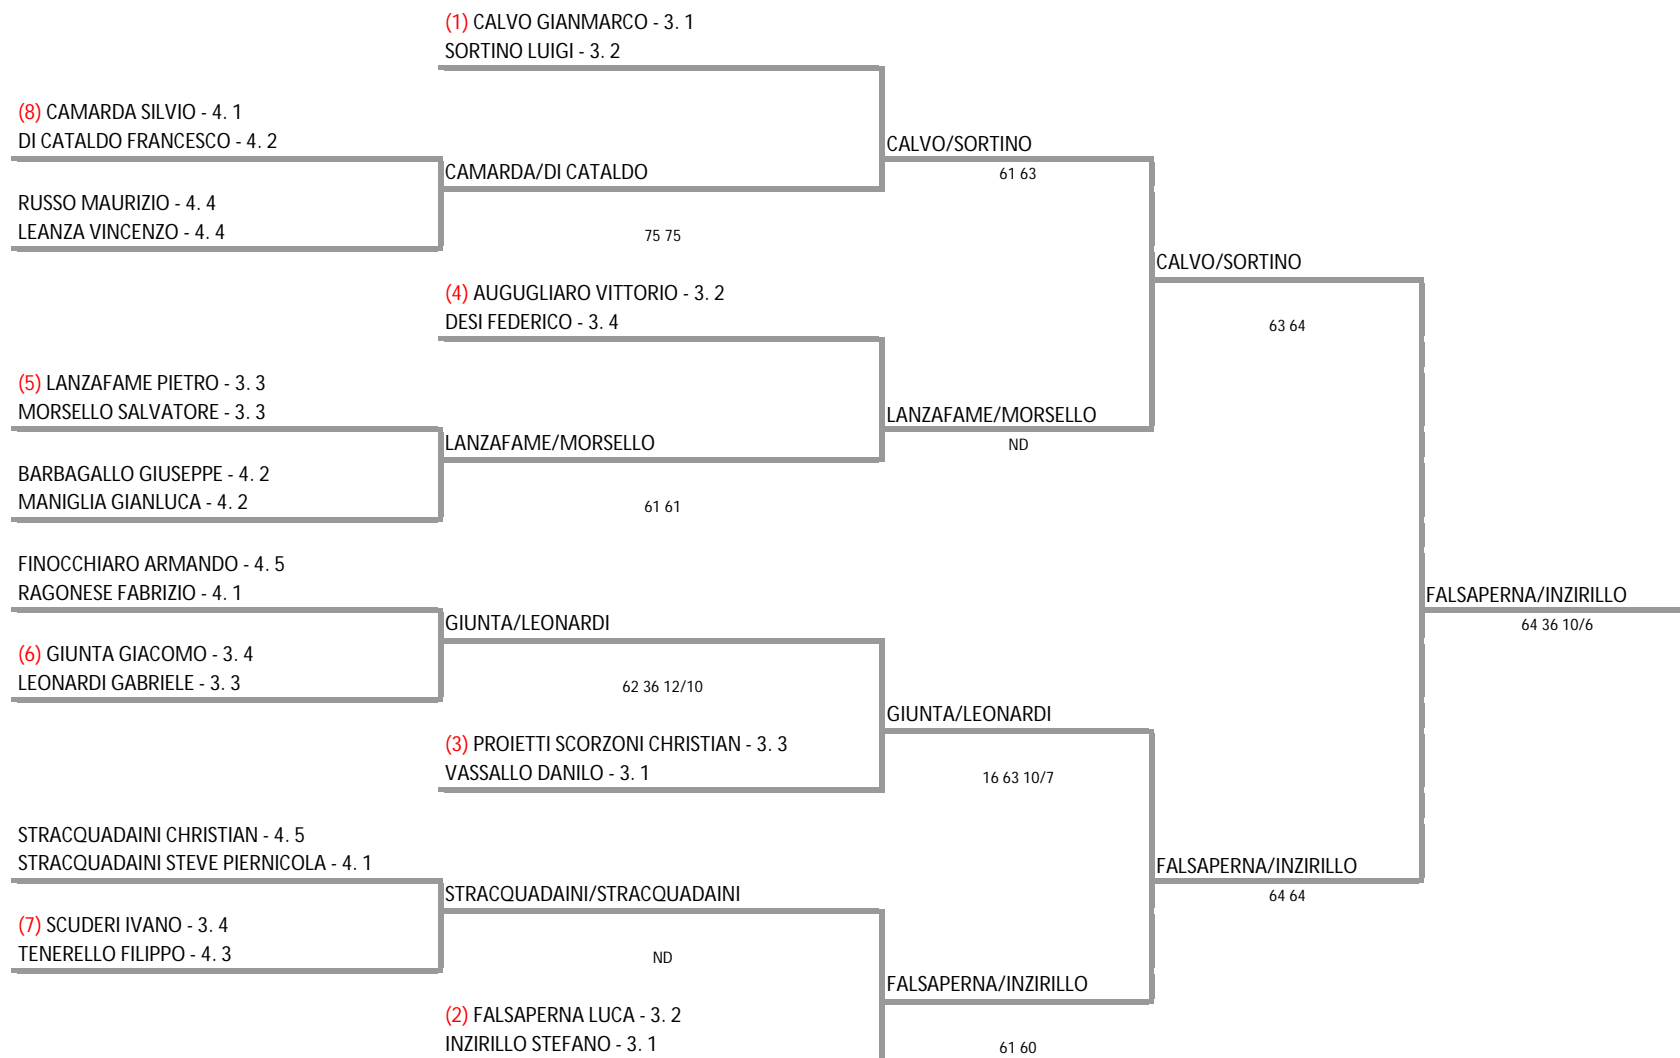 (1) CALVO GIANMARCO - 3. 1
SORTINO LUIGI - 3. 2
(8) CAMARDA SILVIO - 4. 1
DI CATALDO FRANCESCO - 4. 2
CALVO/SORTINO
61 63
CAMARDA/DI CATALDO
RUSSO MAURIZIO - 4. 4
LEANZA VINCENZO - 4. 4
75 75
CALVO/SORTINO
63 64
(4) AUGUGLIARO VITTORIO - 3. 2
DESI FEDERICO - 3. 4
(5) LANZAFAME PIETRO - 3. 3
MORSELLO SALVATORE - 3. 3
LANZAFAME/MORSELLO
ND
LANZAFAME/MORSELLO
BARBAGALLO GIUSEPPE - 4. 2
MANIGLIA GIANLUCA - 4. 2
61 61
FINOCCHIARO ARMANDO - 4. 5
RAGONESE FABRIZIO - 4. 1
FALSAPERNA/INZIRILLO
64 36 10/6
GIUNTA/LEONARDI
(6) GIUNTA GIACOMO - 3. 4
LEONARDI GABRIELE - 3. 3
62 36 12/10
GIUNTA/LEONARDI
(3) PROIETTI SCORZONI CHRISTIAN - 3. 3
VASSALLO DANILO - 3. 1
16 63 10/7
STRACQUADAINI CHRISTIAN - 4. 5
STRACQUADAINI STEVE PIERNICOLA - 4. 1
FALSAPERNA/INZIRILLO
64 64
STRACQUADAINI/STRACQUADAINI
(7) SCUDERI IVANO - 3. 4
TENERELLO FILIPPO - 4. 3
ND
FALSAPERNA/INZIRILLO
(2) FALSAPERNA LUCA - 3. 2
INZIRILLO STEFANO - 3. 1
61 60